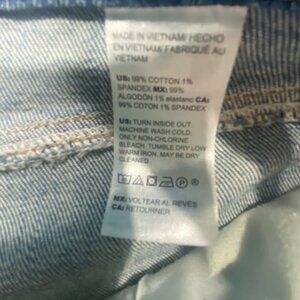 MADE IN VIETNAM/ HECHO
EN VIETNAM/ FABRIQUÉ AU
VIETNAM
US: 99% COTTON 1%
SPANDEX MX: 99%
ALGODÓN 1% elastano CA:
99% COTON 1% SPANDEX
US: TURN INSIDE OUT
MACHINE WASH COLD.
ONLY NON-CHLORINE
BLEACH. TUMBLE DRY LOW
WARM IRON. MAY BE DRY
CLEANED
MX: VOLTEAR AL REVÉS
CA: RETOURNER